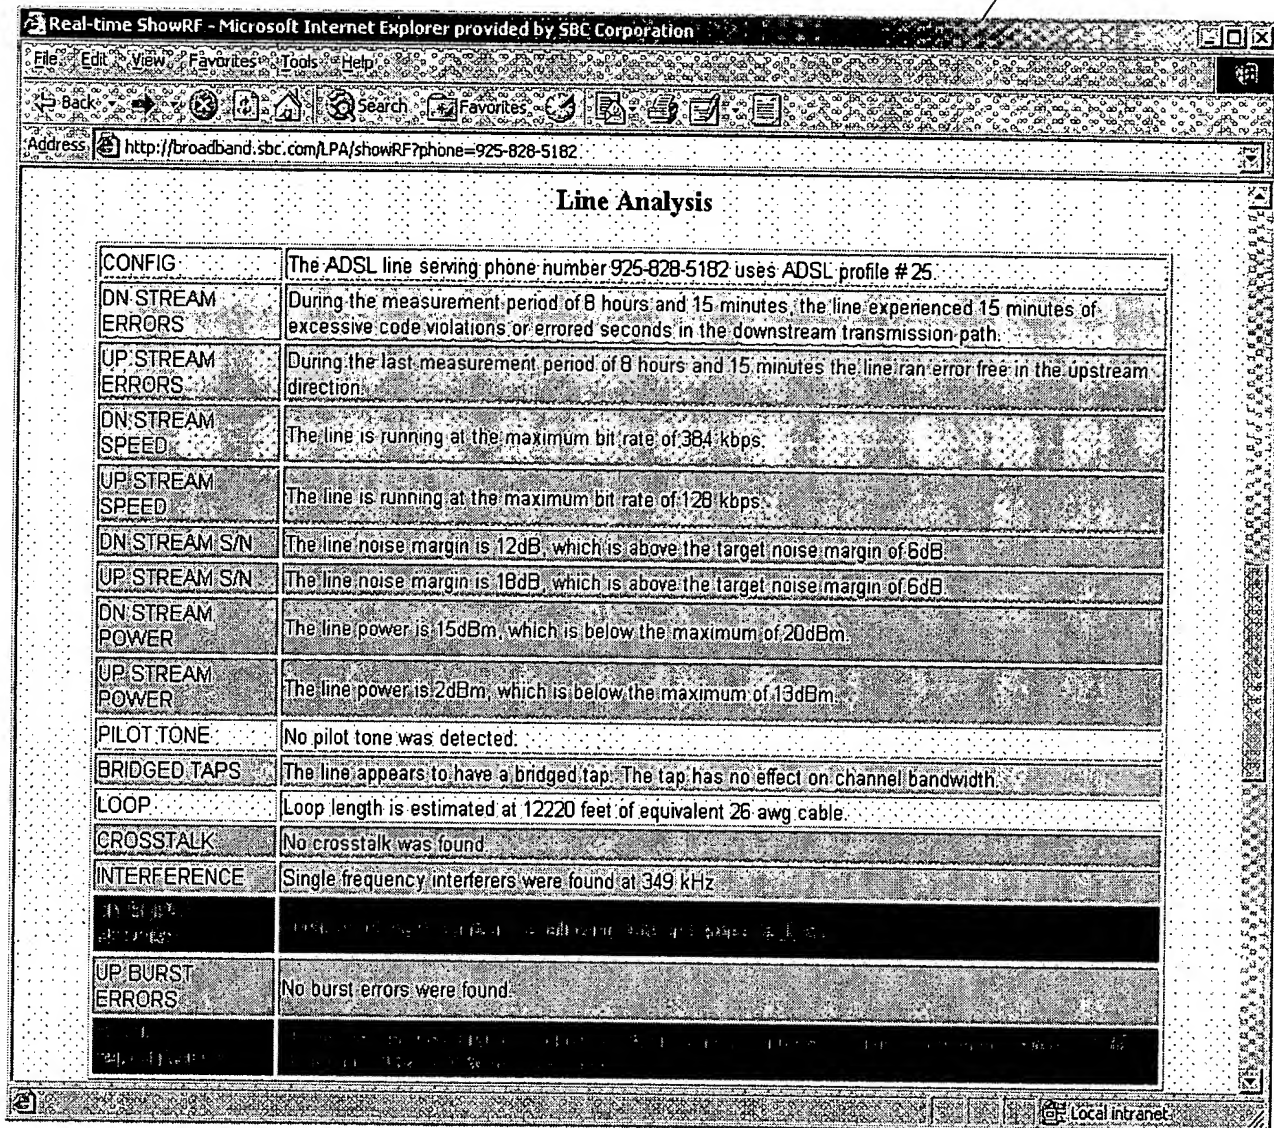 Real-time ShowRF - Microsoft Internet Explorer provided by SBC Corporation
File Edit View Favorites Tools Help
Back Search Favorites
Address http://broadband.sbc.com/LPA/showRF?phone=925-828-5182
Line Analysis
CONFIG The ADSL line serving phone number 925-828-5182 uses ADSL profile # 25.
DN STREAM ERRORS During the measurement period of 8 hours and 15 minutes, the line experienced 15 minutes of
excessive code violations or errored seconds in the downstream transmission path.
UP STREAM ERRORS During the last measurement period of 8 hours and 15 minutes the line ran error free in the upstream
direction.
DN STREAM SPEED The line is running at the maximum bit rate of 384 kbps.
UP STREAM SPEED The line is running at the maximum bit rate of 128 kbps.
DN STREAM S/N The line noise margin is 12dB, which is above the target noise margin of 6dB.
UP STREAM S/N The line noise margin is 18dB, which is above the target noise margin of 6dB.
DN STREAM POWER The line power is 15dBm, which is below the maximum of 20dBm.
UP STREAM POWER The line power is 2dBm, which is below the maximum of 13dBm.
PILOT TONE No pilot tone was detected.
BRIDGED TAPS The line appears to have a bridged tap. The tap has no effect on channel bandwidth.
LOOP Loop length is estimated at 12220 feet of equivalent 26 awg cable.
CROSSTALK No crosstalk was found
INTERFERENCE Single frequency interferers were found at 349 kHz
UP BURST ERRORS No burst errors were found.
Local intranet